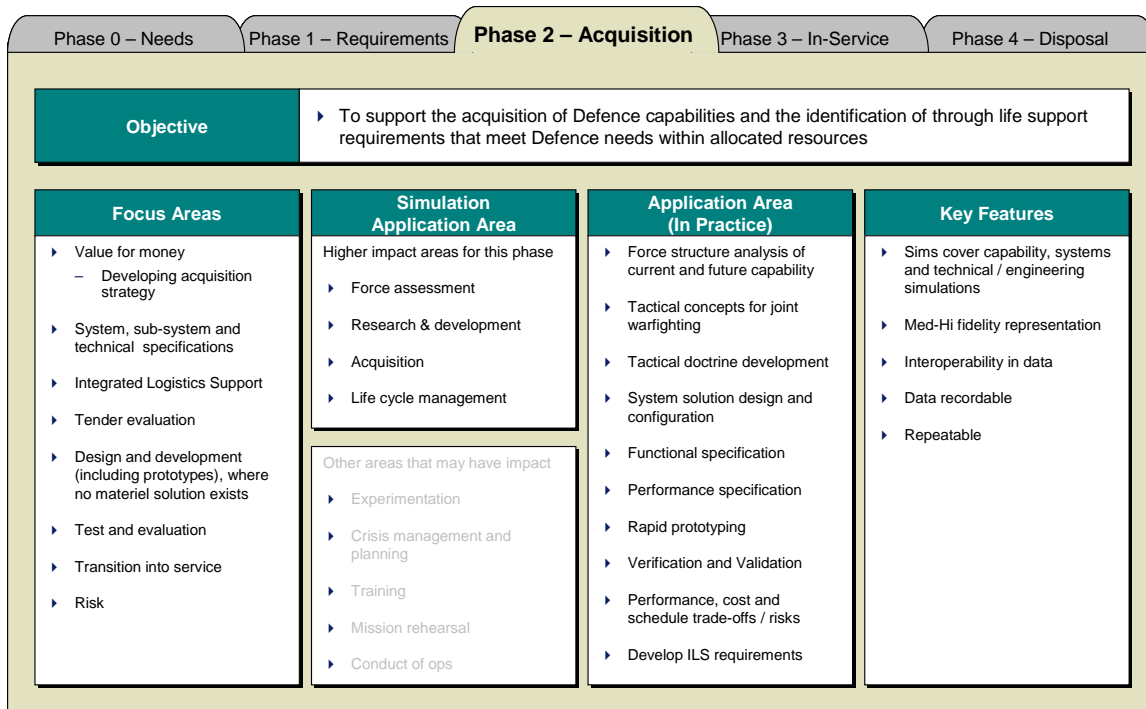 Phase 0 – Needs
Phase 1 – Requirements
Phase 2 – Acquisition
Phase 3 – In-Service
Phase 4 – Disposal
Objective
To support the acquisition of Defence capabilities and the identification of through life support
requirements that meet Defence needs within allocated resources
Focus Areas
Value for money
– Developing acquisition
strategy
System, sub-system and
technical specifications
Integrated Logistics Support
Tender evaluation
Design and development
(including prototypes), where
no materiel solution exists
Test and evaluation
Transition into service
Risk
Simulation
Application Area
Higher impact areas for this phase
Force assessment
Research & development
Acquisition
Life cycle management
Other areas that may have impact
Experimentation
Crisis management and
planning
Training
Mission rehearsal
Conduct of ops
Application Area
(In Practice)
Force structure analysis of
current and future capability
Tactical concepts for joint
warfighting
Tactical doctrine development
System solution design and
configuration
Functional specification
Performance specification
Rapid prototyping
Verification and Validation
Performance, cost and
schedule trade-offs / risks
Develop ILS requirements
Key Features
Sims cover capability, systems
and technical / engineering
simulations
Med-Hi fidelity representation
Interoperability in data
Data recordable
Repeatable